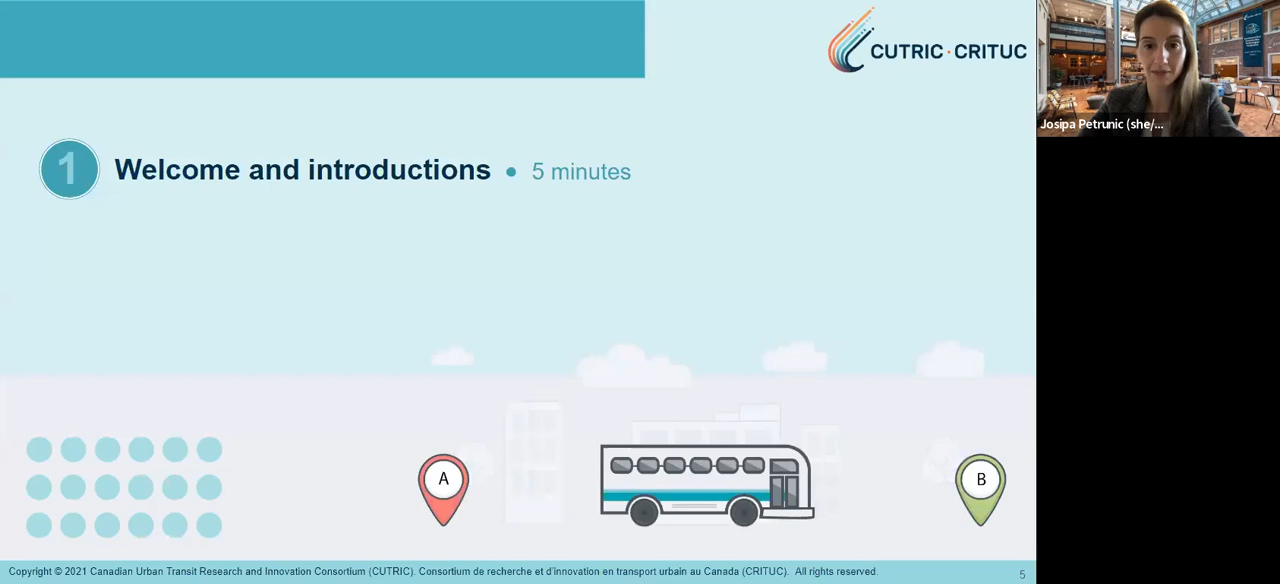 CUTRIC·CRITUC
Josipa Petrunic (she/...
1 Welcome and introductions • 5 minutes
A
B
Copyright © 2021 Canadian Urban Transit Research and Innovation Consortium (CUTRIC). Consortium de recherche et d'innovation en transport urbain au Canada (CRITUC). All rights reserved.
5